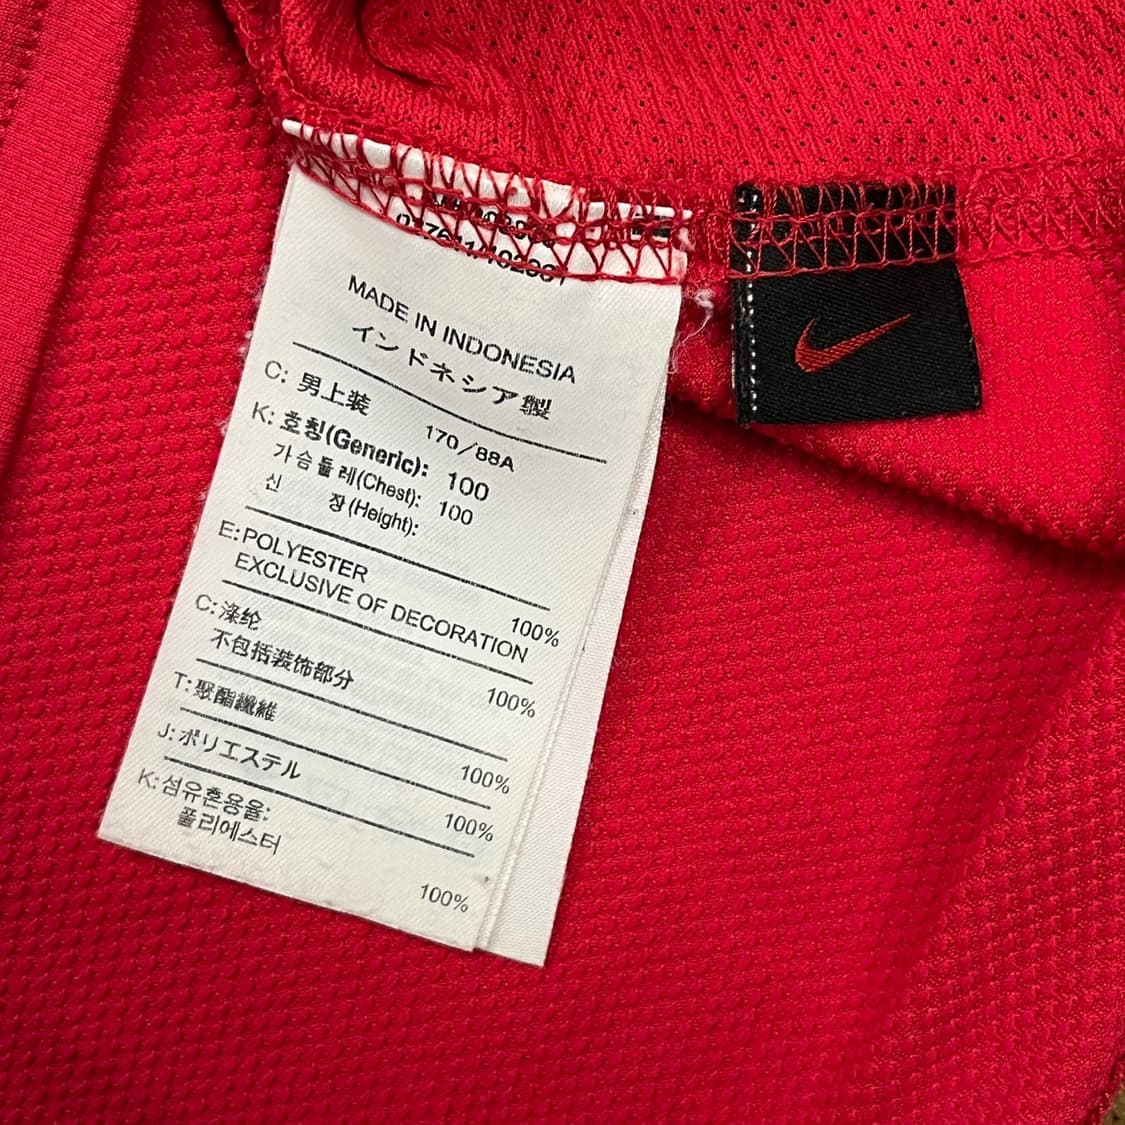 MADE IN INDONESIA
インドネシア製
C: 男上装
170/88A
K: 호칭(Generic): 100
가슴둘레(Chest): 100
신 장(Height):
E: POLYESTER 100%
EXCLUSIVE OF DECORATION
C: 涤纶 100%
不包括装饰部分
T: 聚酯纖維 100%
J: ポリエステル 100%
K: 섬유혼용율:
폴리에스터 100%